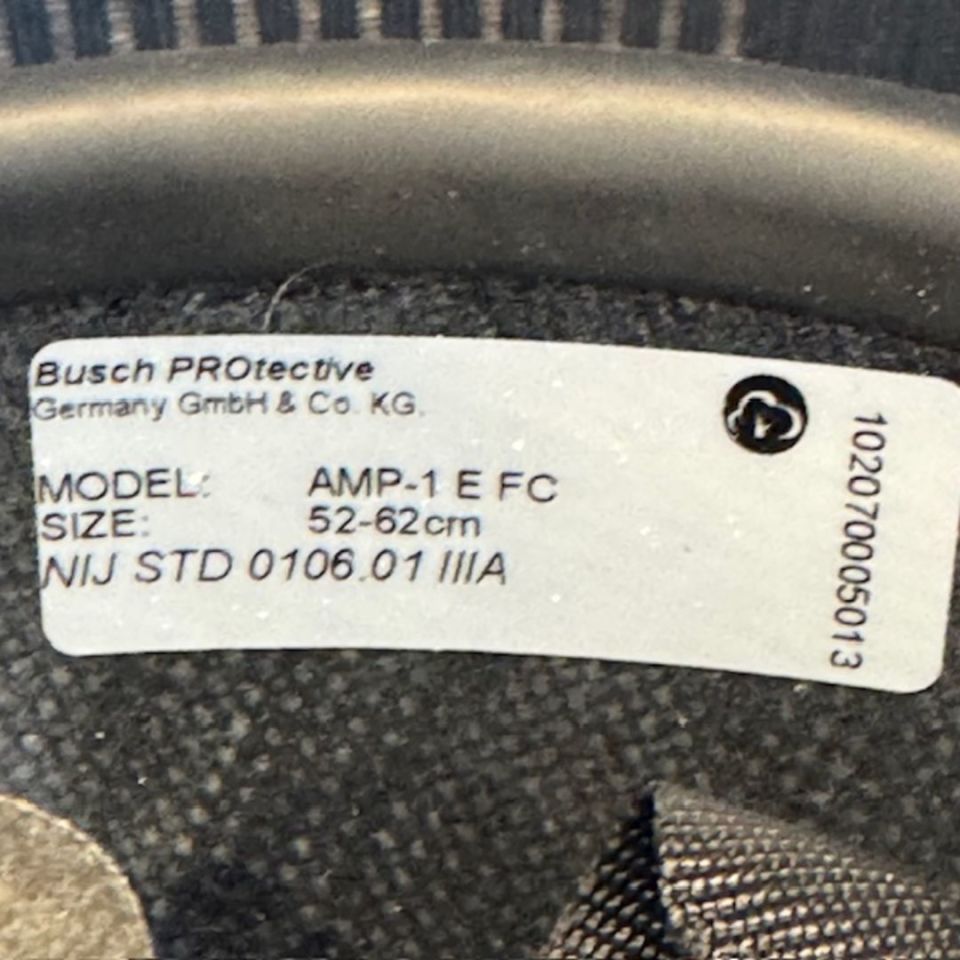 Busch PROtective
Germany GmbH & Co. KG.
MODEL: AMP-1 E FC
SIZE: 52-62cm
NIJ STD 0106.01 IIIA
1020700005013